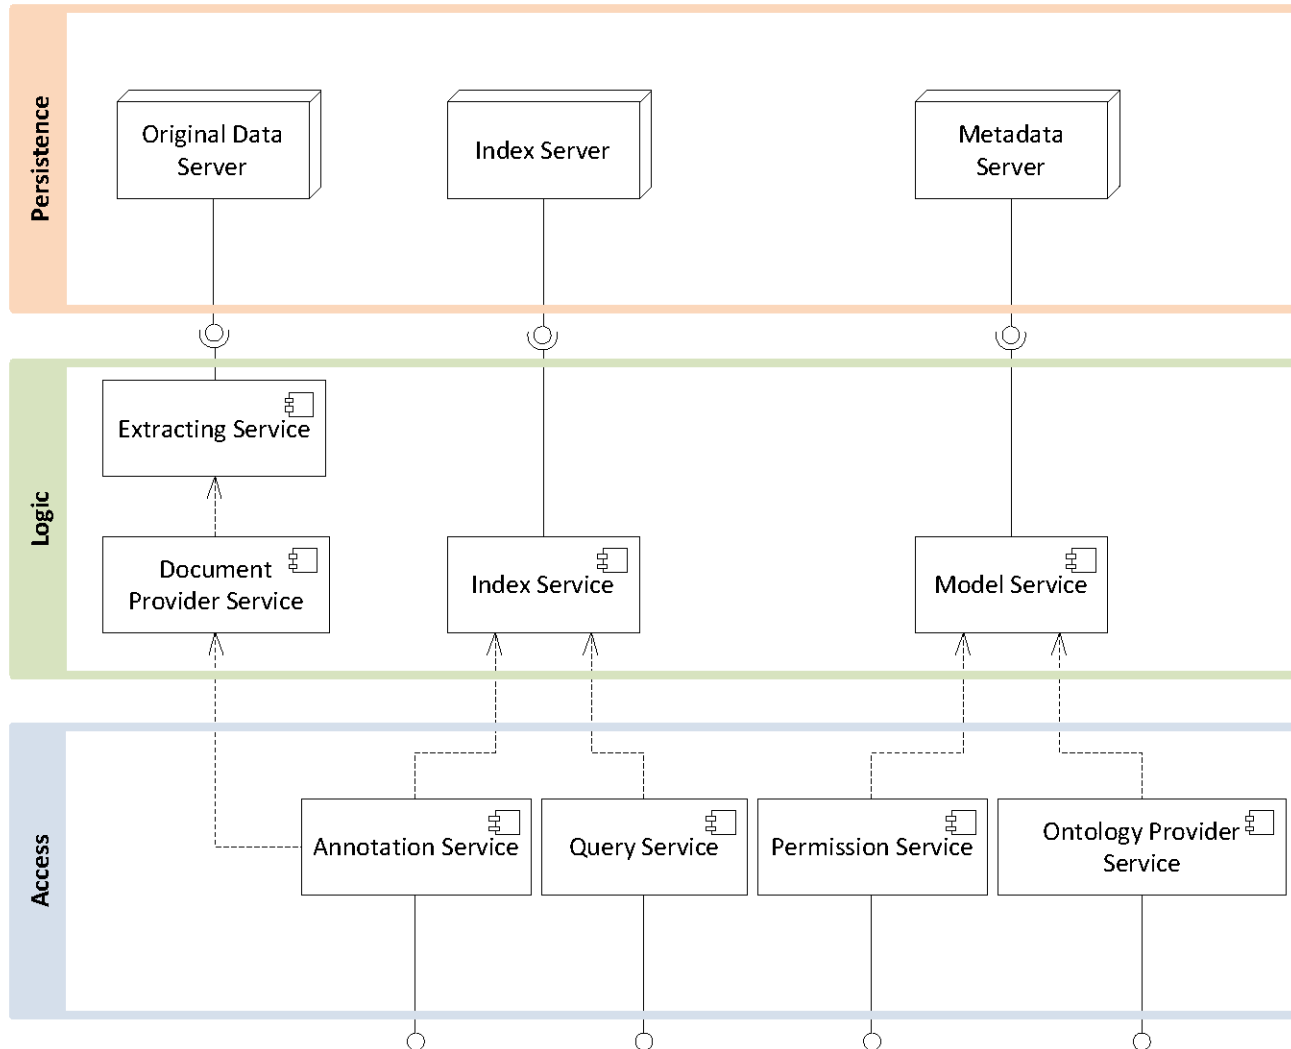 Persistence
Original Data
Server
Index Server
Metadata
Server
Logic
Extracting Service
Document
Provider Service
Index Service
Model Service
Access
Annotation Service
Query Service
Permission Service
Ontology Provider
Service